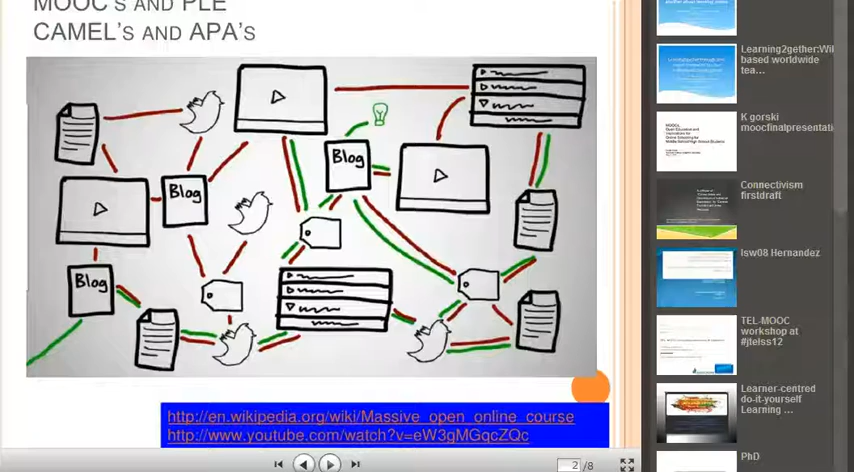 MOOC'S AND PLE
CAMEL'S AND APA'S
Blog
Blog
Blog
http://en.wikipedia.org/wiki/Massive_open_online_course
http://www.youtube.com/watch?v=eW3gMGqcZQc
2 /8
Learning2gether:Wil
based worldwide
tea...
K gorski
moocfinalpresentati
Connectivism
firstdraft
lsw08 Hernandez
TEL-MOOC
workshop at
#jtelss12
Learner-centred
do-it-yourself
Learning ...
PhD